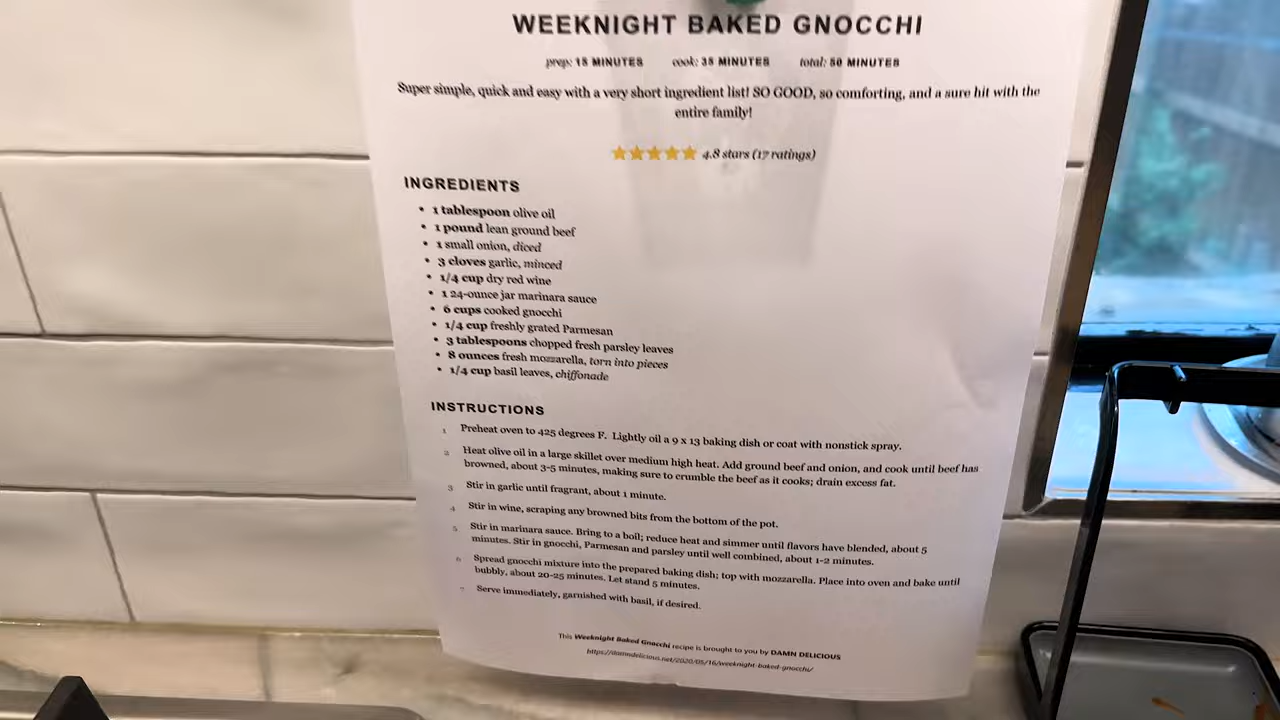 WEEKNIGHT BAKED GNOCCHI
prep: 15 MINUTES cook: 35 MINUTES total: 50 MINUTES
Super simple, quick and easy with a very short ingredient list! SO GOOD, so comforting, and a sure hit with the
entire family!
4.8 stars (17 ratings)
INGREDIENTS
• 1 tablespoon olive oil
• 1 pound lean ground beef
• 1 small onion, diced
• 3 cloves garlic, minced
• 1/4 cup dry red wine
• 1 24-ounce jar marinara sauce
• 6 cups cooked gnocchi
• 1/4 cup freshly grated Parmesan
• 3 tablespoons chopped fresh parsley leaves
• 8 ounces fresh mozzarella, torn into pieces
• 1/4 cup basil leaves, chiffonade
INSTRUCTIONS
1 Preheat oven to 425 degrees F. Lightly oil a 9 x 13 baking dish or coat with nonstick spray.
2 Heat olive oil in a large skillet over medium high heat. Add ground beef and onion, and cook until beef has
browned, about 3-5 minutes, making sure to crumble the beef as it cooks; drain excess fat.
3 Stir in garlic until fragrant, about 1 minute.
4 Stir in wine, scraping any browned bits from the bottom of the pot.
5 Stir in marinara sauce. Bring to a boil; reduce heat and simmer until flavors have blended, about 5
minutes. Stir in gnocchi, Parmesan and parsley until well combined, about 1-2 minutes.
6 Spread gnocchi mixture into the prepared baking dish; top with mozzarella. Place into oven and bake until
bubbly, about 20-25 minutes. Let stand 5 minutes.
7 Serve immediately, garnished with basil, if desired.
This Weeknight Baked Gnocchi recipe is brought to you by DAMN DELICIOUS
https://damndelicious.net/2020/05/16/weeknight-baked-gnocchi/